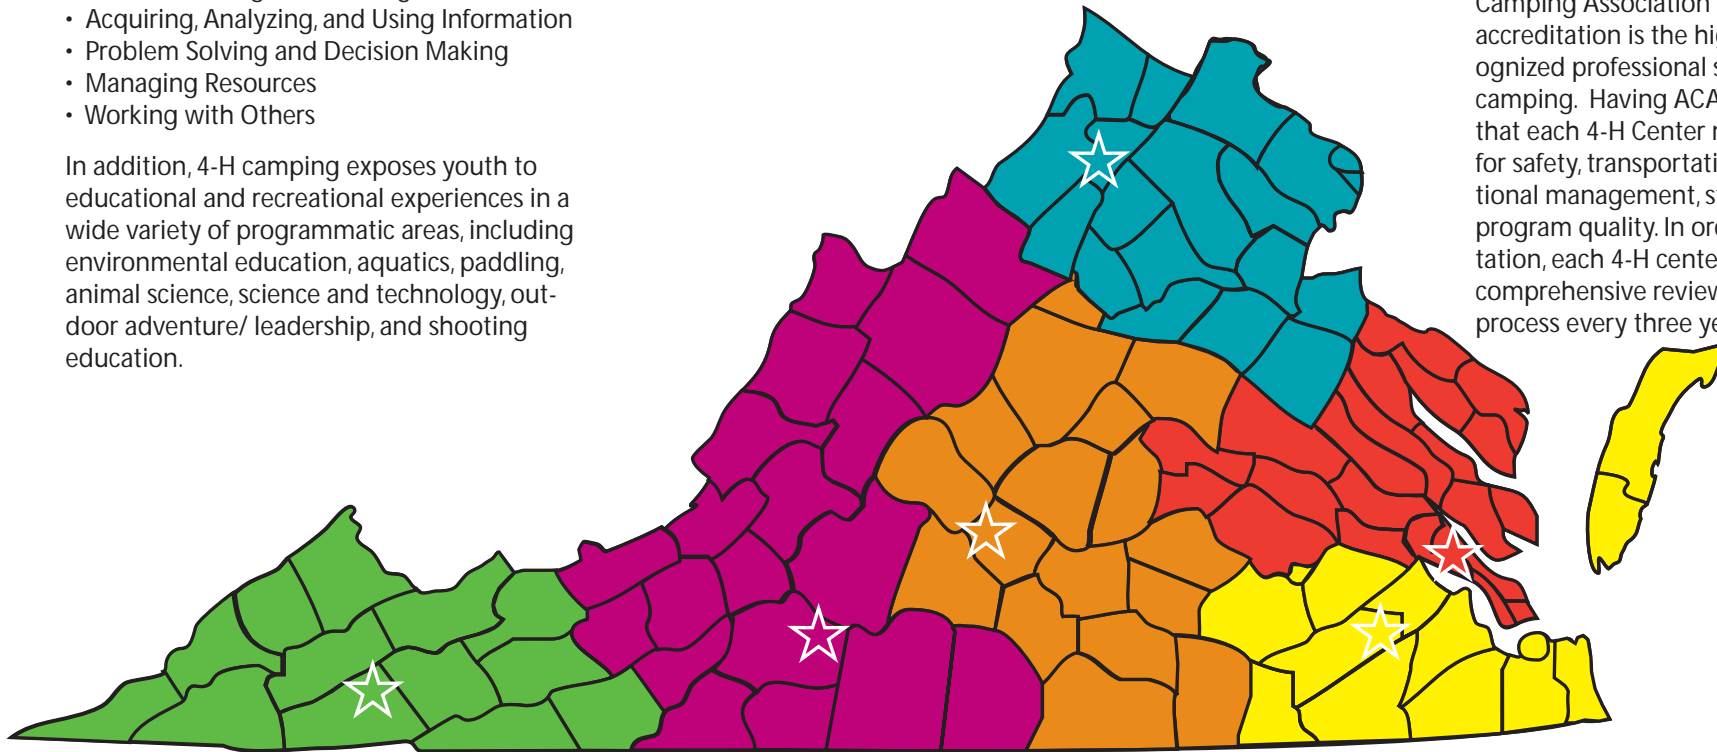 • Acquiring, Analyzing, and Using Information
• Problem Solving and Decision Making
• Managing Resources
• Working with Others
In addition, 4-H camping exposes youth to
educational and recreational experiences in a
wide variety of programmatic areas, including
environmental education, aquatics, paddling,
animal science, science and technology, out-
door adventure/ leadership, and shooting
education.
Camping Association
accreditation is the hig
ognized professional s
camping. Having ACA
that each 4-H Center
for safety, transportati
tional management, s
program quality. In or
tation, each 4-H cente
comprehensive review
process every three ye